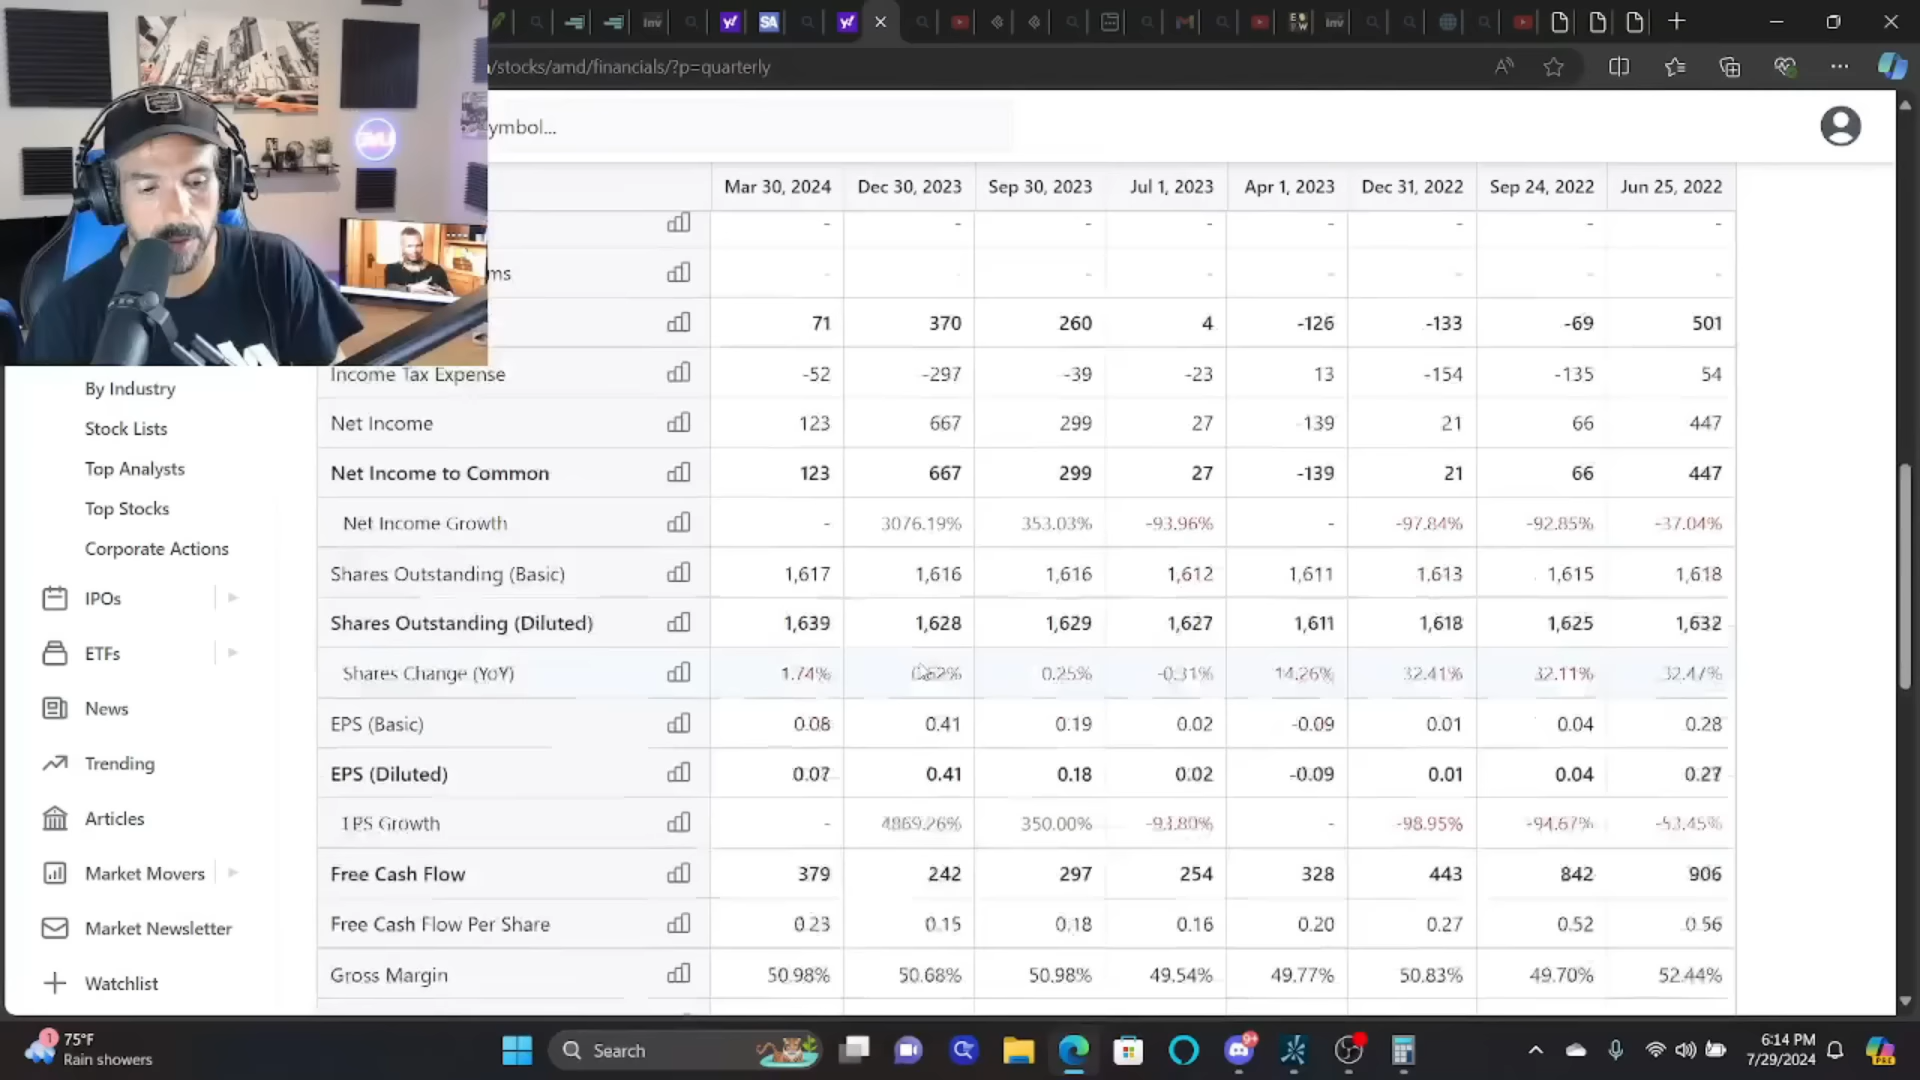 /stocks/amd/financials/?p=quarterly
ymbol...
Mar 30, 2024 Dec 30, 2023 Sep 30, 2023 Jul 1, 2023 Apr 1, 2023 Dec 31, 2022 Sep 24, 2022 Jun 25, 2022
- - - - - - - -
ms - - - - - - - -
71 370 260 4 -126 -133 -69 501
Income Tax Expense -52 -297 -39 -23 13 -154 -135 54
Net Income 123 667 299 27 -139 21 66 447
Net Income to Common 123 667 299 27 -139 21 66 447
Net Income Growth - 3076.19% 353.03% -93.96% - -97.84% -92.85% -37.04%
Shares Outstanding (Basic) 1,617 1,616 1,616 1,612 1,611 1,613 1,615 1,618
Shares Outstanding (Diluted) 1,639 1,628 1,629 1,627 1,611 1,618 1,625 1,632
Shares Change (YoY) 1.74% 0.25% -0.31% 14.26% 32.41% 32.11% 32.47%
EPS (Basic) 0.08 0.41 0.19 0.02 -0.09 0.01 0.04 0.28
EPS (Diluted) 0.07 0.41 0.18 0.02 -0.09 0.01 0.04 0.27
EPS Growth - 4869.26% 350.00% -93.80% - -98.95% -94.67% -53.45%
Free Cash Flow 379 242 297 254 328 443 842 906
Free Cash Flow Per Share 0.23 0.15 0.18 0.16 0.20 0.27 0.52 0.56
Gross Margin 50.98% 50.68% 50.98% 49.54% 49.77% 50.83% 49.70% 52.44%
By Industry
Stock Lists
Top Analysts
Top Stocks
Corporate Actions
IPOs
ETFs
News
Trending
Articles
Market Movers
Market Newsletter
Watchlist
75°F
Rain showers
Search
6:14 PM
7/29/2024